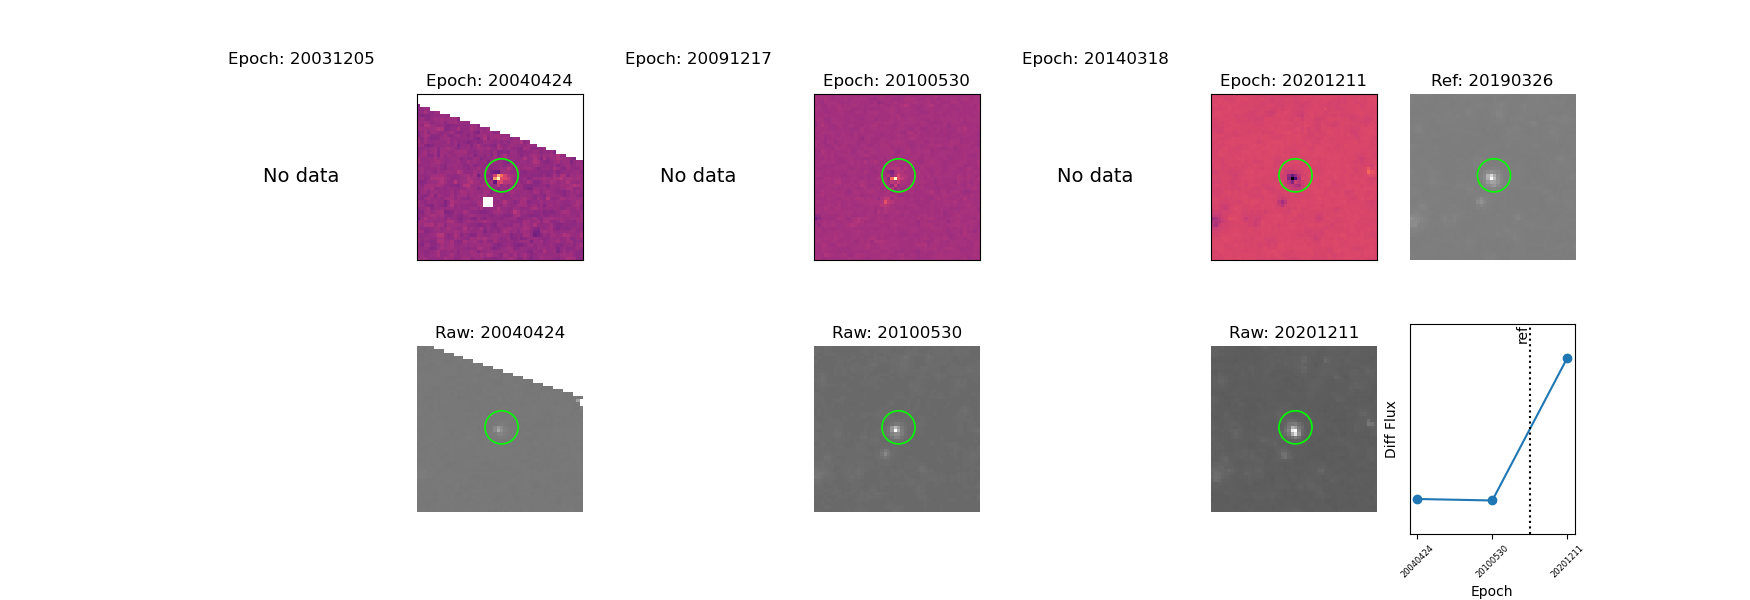 Epoch: 20031205
Epoch: 20091217
Epoch: 20140318
Epoch: 20040424
Epoch: 20100530
Epoch: 20201211
Ref: 20190326
No data
No data
No data
Raw: 20040424
Raw: 20100530
Raw: 20201211
ref
Diff Flux
20040424
20100530
20201211
Epoch